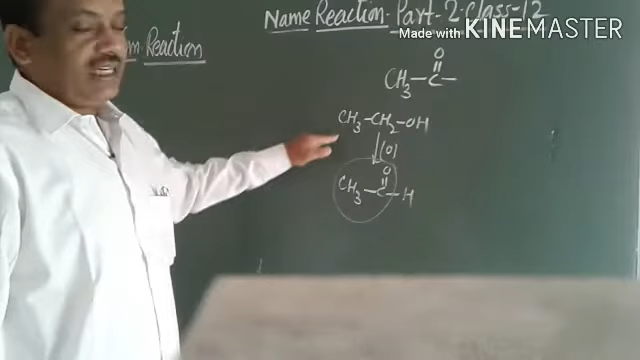 Name Reaction. Part-2. Class-12
m. Reaction
Made with KINEMASTER
O
CH3-C-
CH3-CH2-OH
(O)
O
CH3-C-H